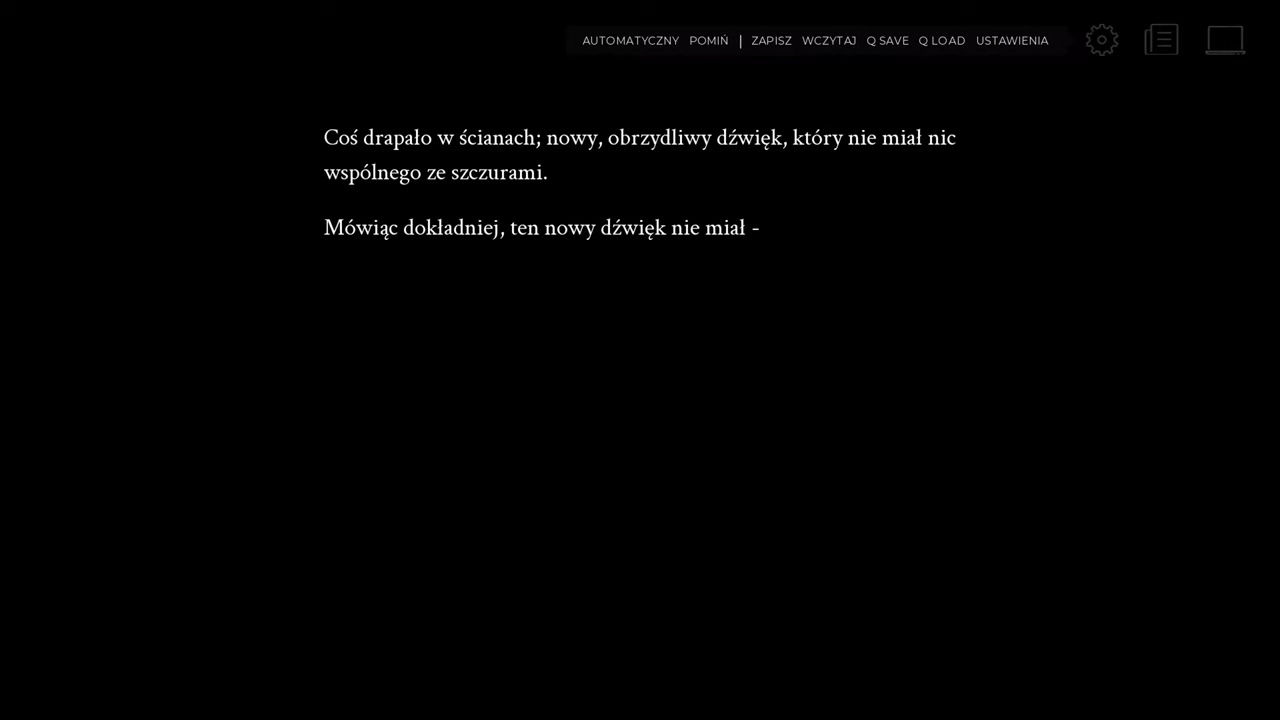 AUTOMATYCZNY POMIŃ | ZAPISZ WCZYTAJ Q SAVE Q LOAD USTAWIENIA
Coś drapało w ścianach; nowy, obrzydliwy dźwięk, który nie miał nic
wspólnego ze szczurami.
Mówiąc dokładniej, ten nowy dźwięk nie miał -